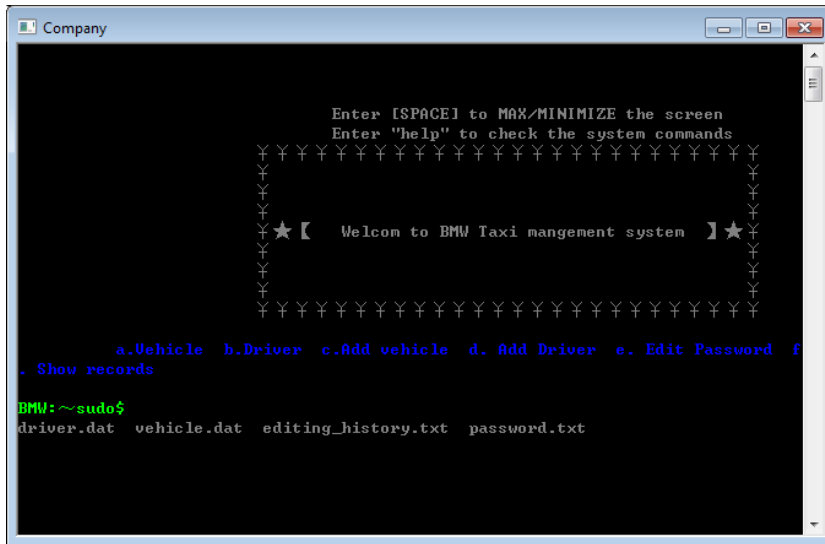 Company
Enter [SPACE] to MAX/MINIMIZE the screen
Enter "help" to check the system commands
¥ ¥ ¥ ¥ ¥ ¥ ¥ ¥ ¥ ¥ ¥ ¥ ¥ ¥ ¥ ¥ ¥ ¥ ¥ ¥ ¥ ¥ ¥ ¥ ¥ ¥
¥ ¥
¥ ¥
¥ ¥
¥★【 Welcom to BMW Taxi mangement system 】★¥
¥ ¥
¥ ¥
¥ ¥
¥ ¥ ¥ ¥ ¥ ¥ ¥ ¥ ¥ ¥ ¥ ¥ ¥ ¥ ¥ ¥ ¥ ¥ ¥ ¥ ¥ ¥ ¥ ¥ ¥ ¥
a.Vehicle b.Driver c.Add vehicle d. Add Driver e. Edit Password f
. Show records
BMW:~sudo$
driver.dat vehicle.dat editing_history.txt password.txt